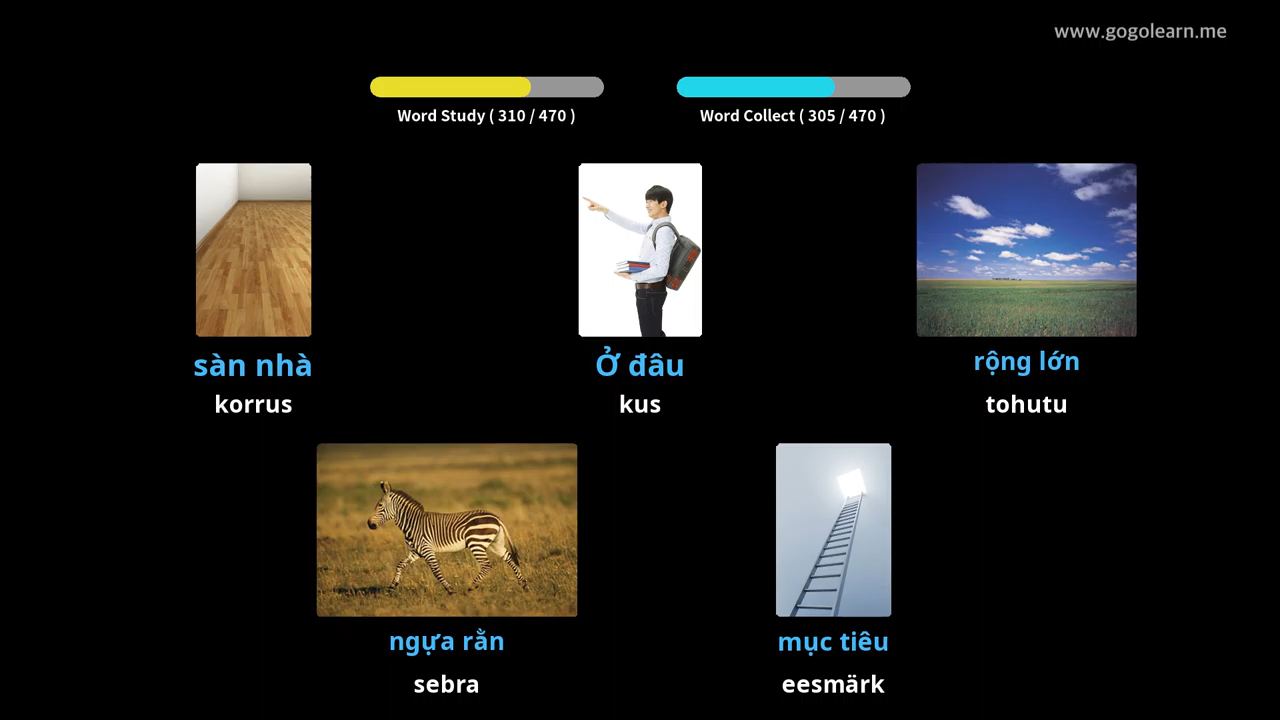 www.gogolearn.me
Word Study ( 310 / 470 )
Word Collect ( 305 / 470 )
sàn nhà
korrus
Ở đâu
kus
rộng lớn
tohutu
ngựa rằn
sebra
mục tiêu
eesmärk